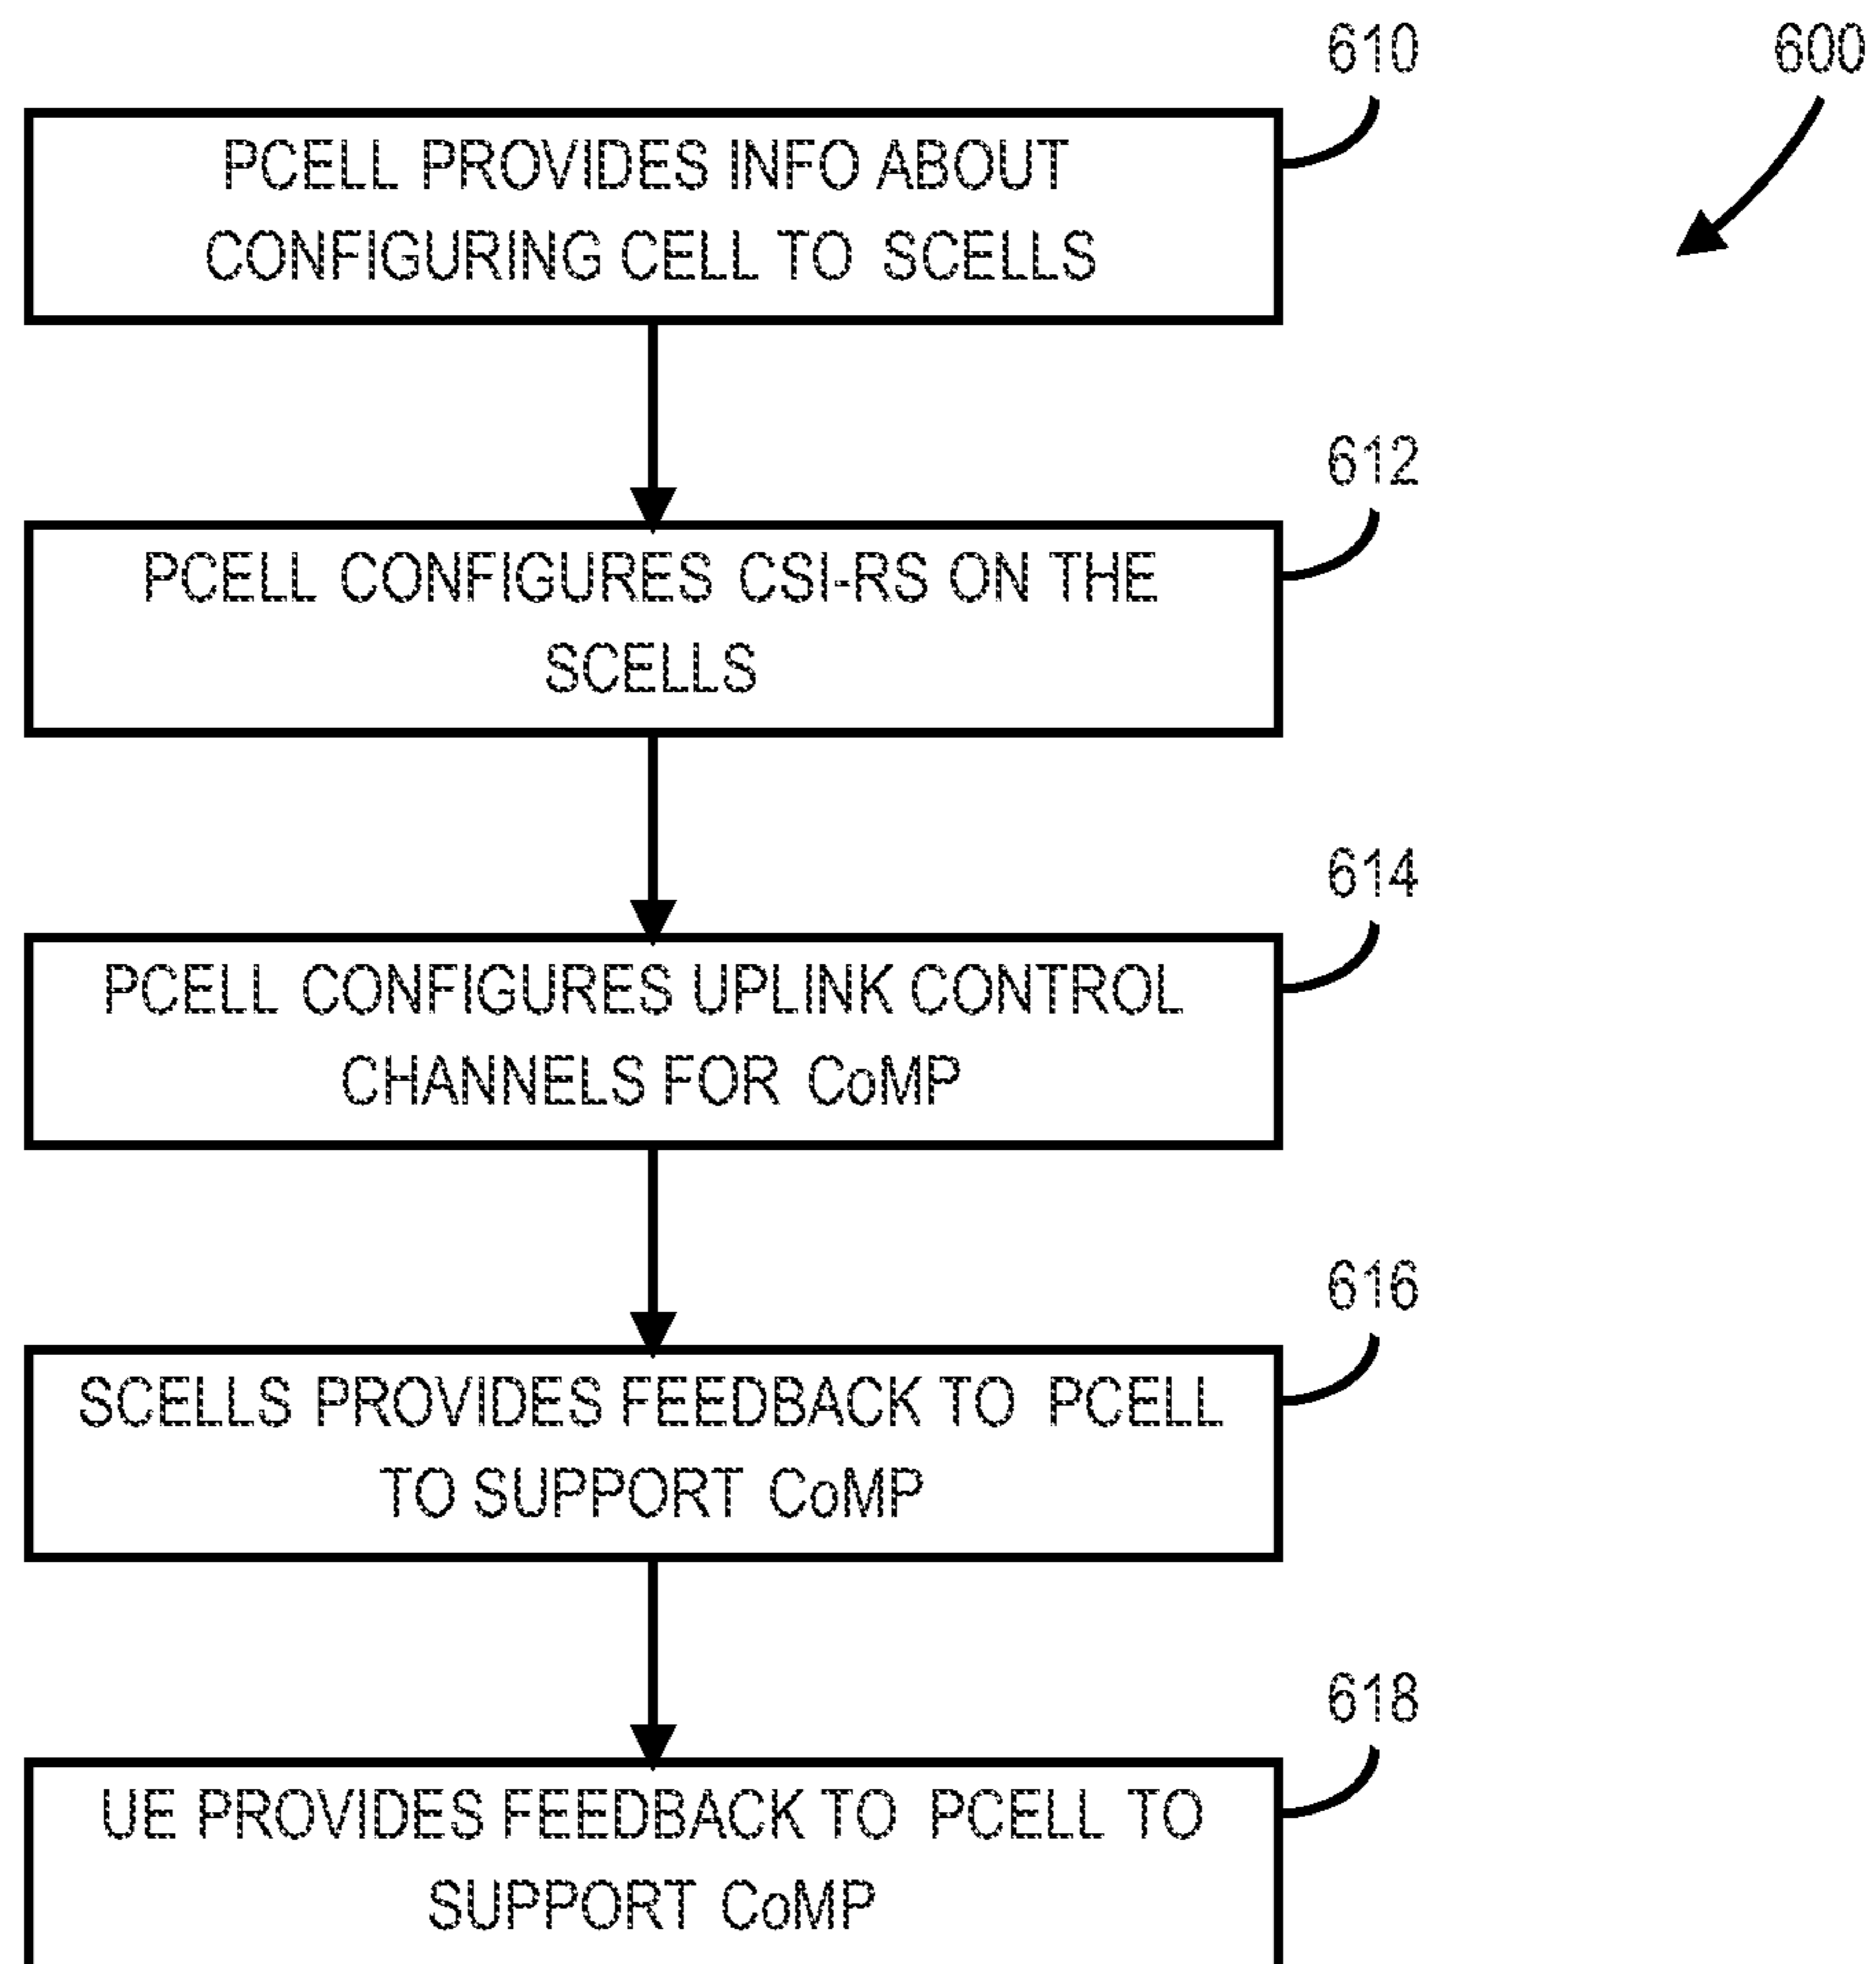 610
600
PCELL PROVIDES INFO ABOUT
CONFIGURING CELL TO SCELLS
612
PCELL CONFIGURES CSI-RS ON THE
SCELLS
614
PCELL CONFIGURES UPLINK CONTROL
CHANNELS FOR CoMP
616
SCELLS PROVIDES FEEDBACK TO PCELL
TO SUPPORT CoMP
618
UE PROVIDES FEEDBACK TO PCELL TO
SUPPORT CoMP